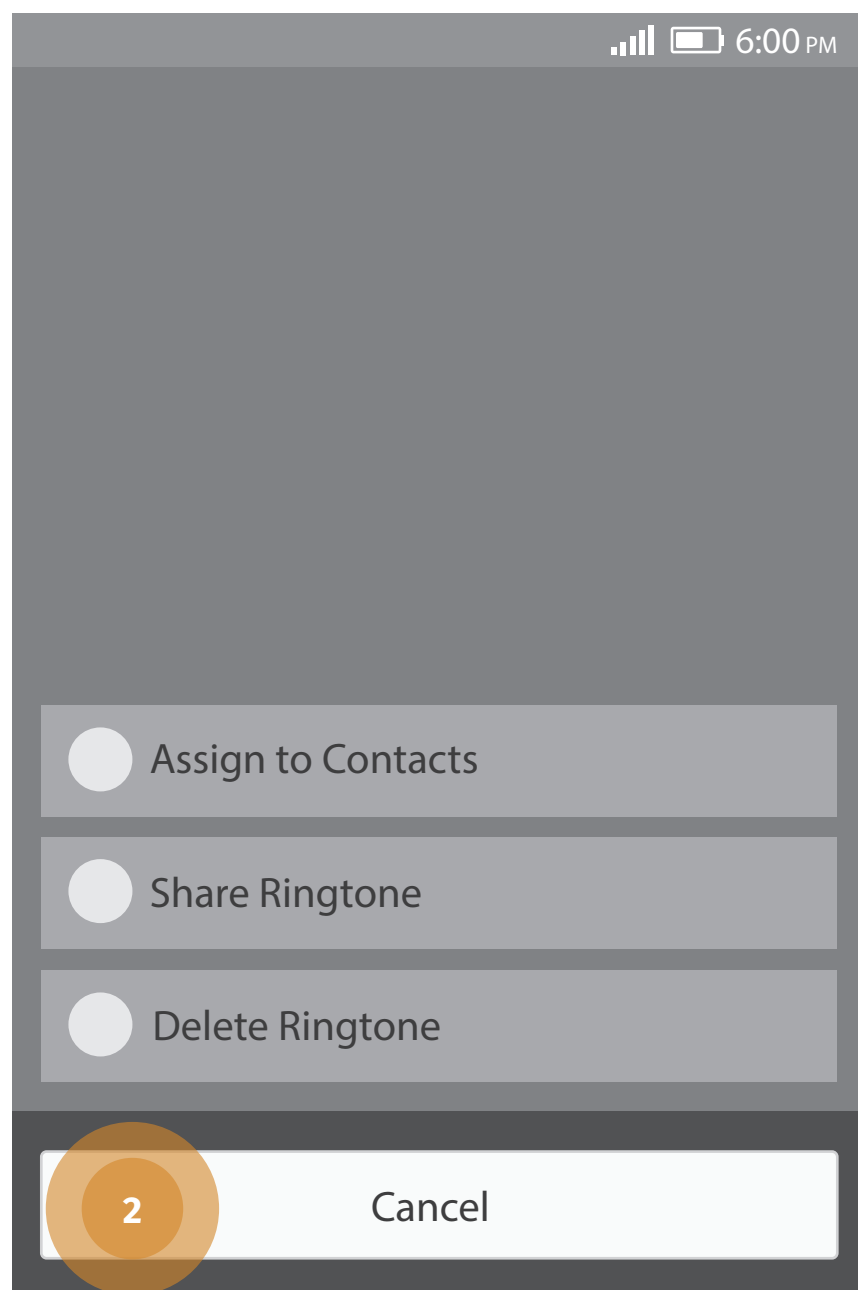 6:00 PM
Assign to Contacts
Share Ringtone
Delete Ringtone
2
Cancel